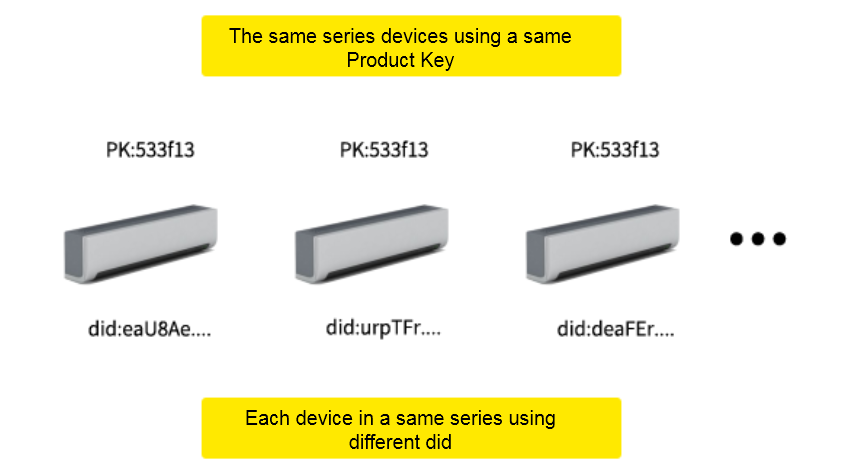 The same series devices using a same
Product Key
PK:533f13 PK:533f13 PK:533f13
did:eaU8Ae.... did:urpTFr.... did:deaFEr....
Each device in a same series using
different did